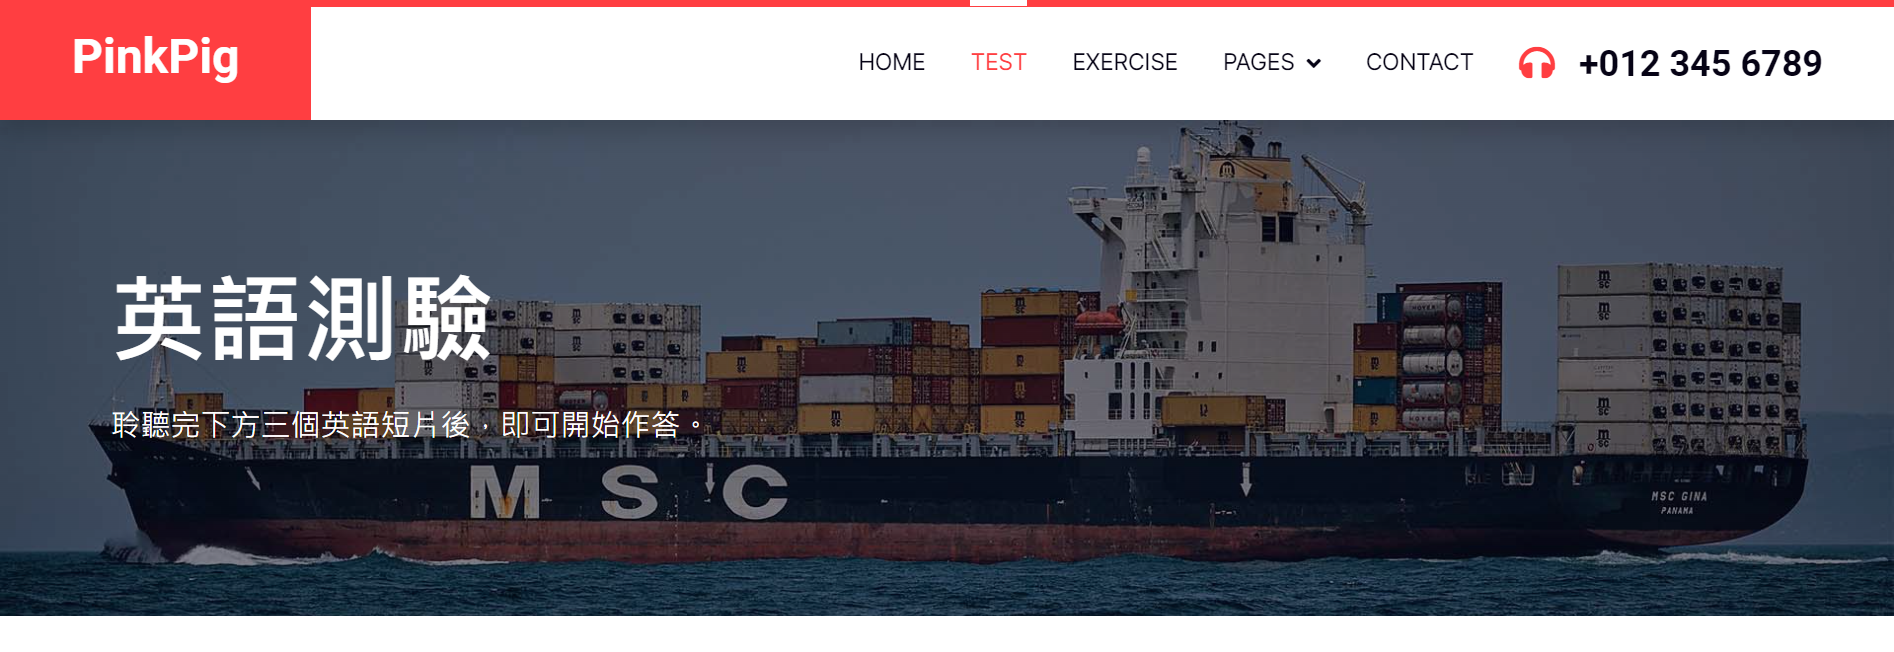 PinkPig
HOME TEST EXERCISE PAGES CONTACT +012 345 6789
英語測驗
聆聽完下方三個英語短片後，即可開始作答。
M S C
MSC GINA
PANAMA